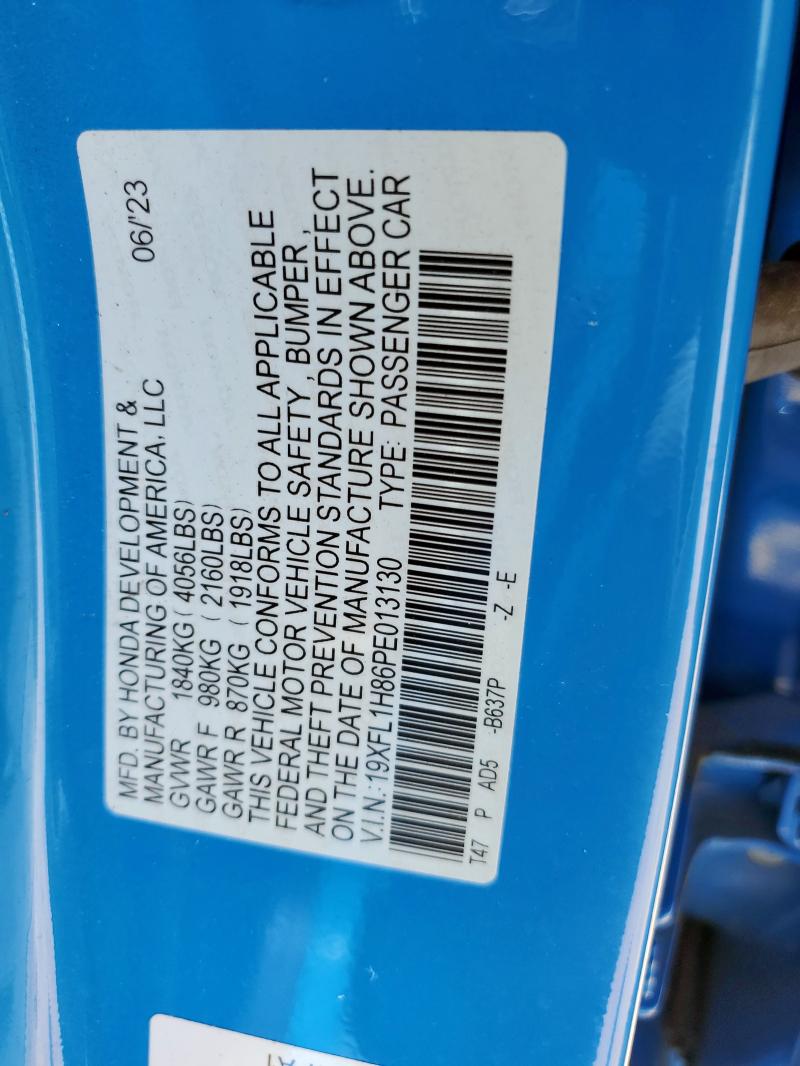 MFD. BY HONDA DEVELOPMENT &
MANUFACTURING OF AMERICA, LLC 06/'23
GVWR 1840KG ( 4056LBS)
GAWR F 980KG ( 2160LBS)
GAWR R 870KG ( 1918LBS)
THIS VEHICLE CONFORMS TO ALL APPLICABLE
FEDERAL MOTOR VEHICLE SAFETY, BUMPER,
AND THEFT PREVENTION STANDARDS IN EFFECT
ON THE DATE OF MANUFACTURE SHOWN ABOVE.
V.I.N.:19XFL1H86PE013130 TYPE: PASSENGER CAR
T47 P AD5 -B637P -Z -E